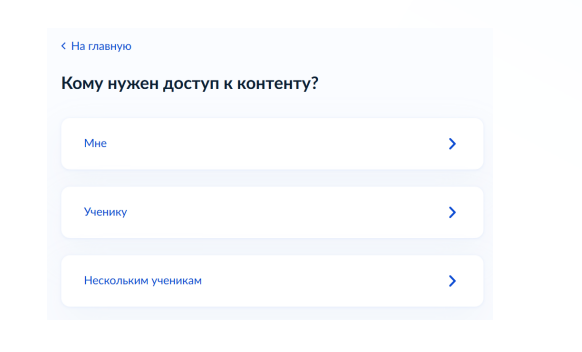 На главную
Кому нужен доступ к контенту?
Мне
Ученику
Нескольким ученикам